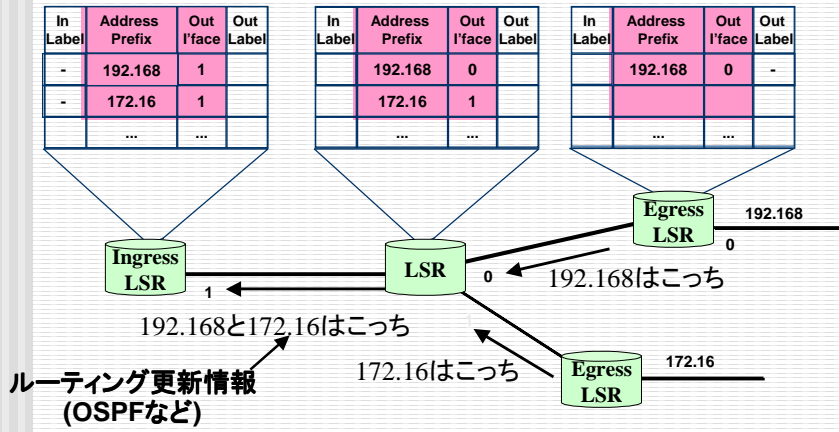 In Label Address Prefix Out I'face Out Label
- 192.168 1
- 172.16 1
... ...
In Label Address Prefix Out I'face Out Label
192.168 0
172.16 1
... ...
In Label Address Prefix Out I'face Out Label
192.168 0 -
... ...
Egress LSR
192.168
0
Ingress LSR
1
LSR
0
1
192.168はこっち
192.168と172.16はこっち
172.16はこっち
Egress LSR
172.16
ルーティング更新情報
(OSPFなど)